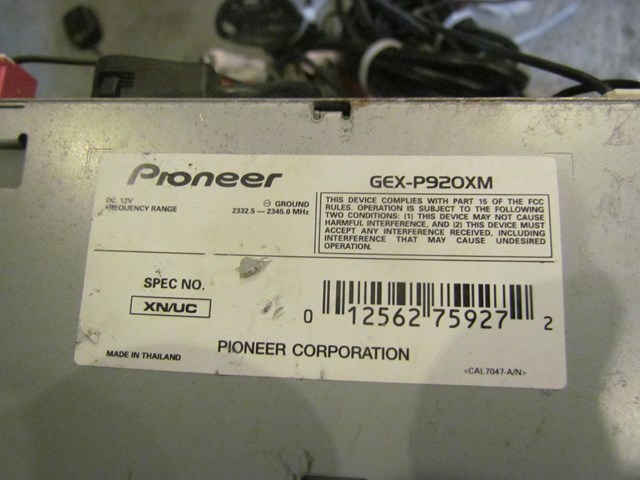 Pioneer
GEX-P920XM
DC 12V
⊖ GROUND
FREQUENCY RANGE
2332.5 — 2345.0 MHz
THIS DEVICE COMPLIES WITH PART 15 OF THE FCC
RULES. OPERATION IS SUBJECT TO THE FOLLOWING
TWO CONDITIONS: (1) THIS DEVICE MAY NOT CAUSE
HARMFUL INTERFERENCE, AND (2) THIS DEVICE MUST
ACCEPT ANY INTERFERENCE RECEIVED, INCLUDING
INTERFERENCE THAT MAY CAUSE UNDESIRED
OPERATION.
SPEC NO.
XN/UC
0 12562 75927 2
MADE IN THAILAND
PIONEER CORPORATION
<CAL7047-A/N>